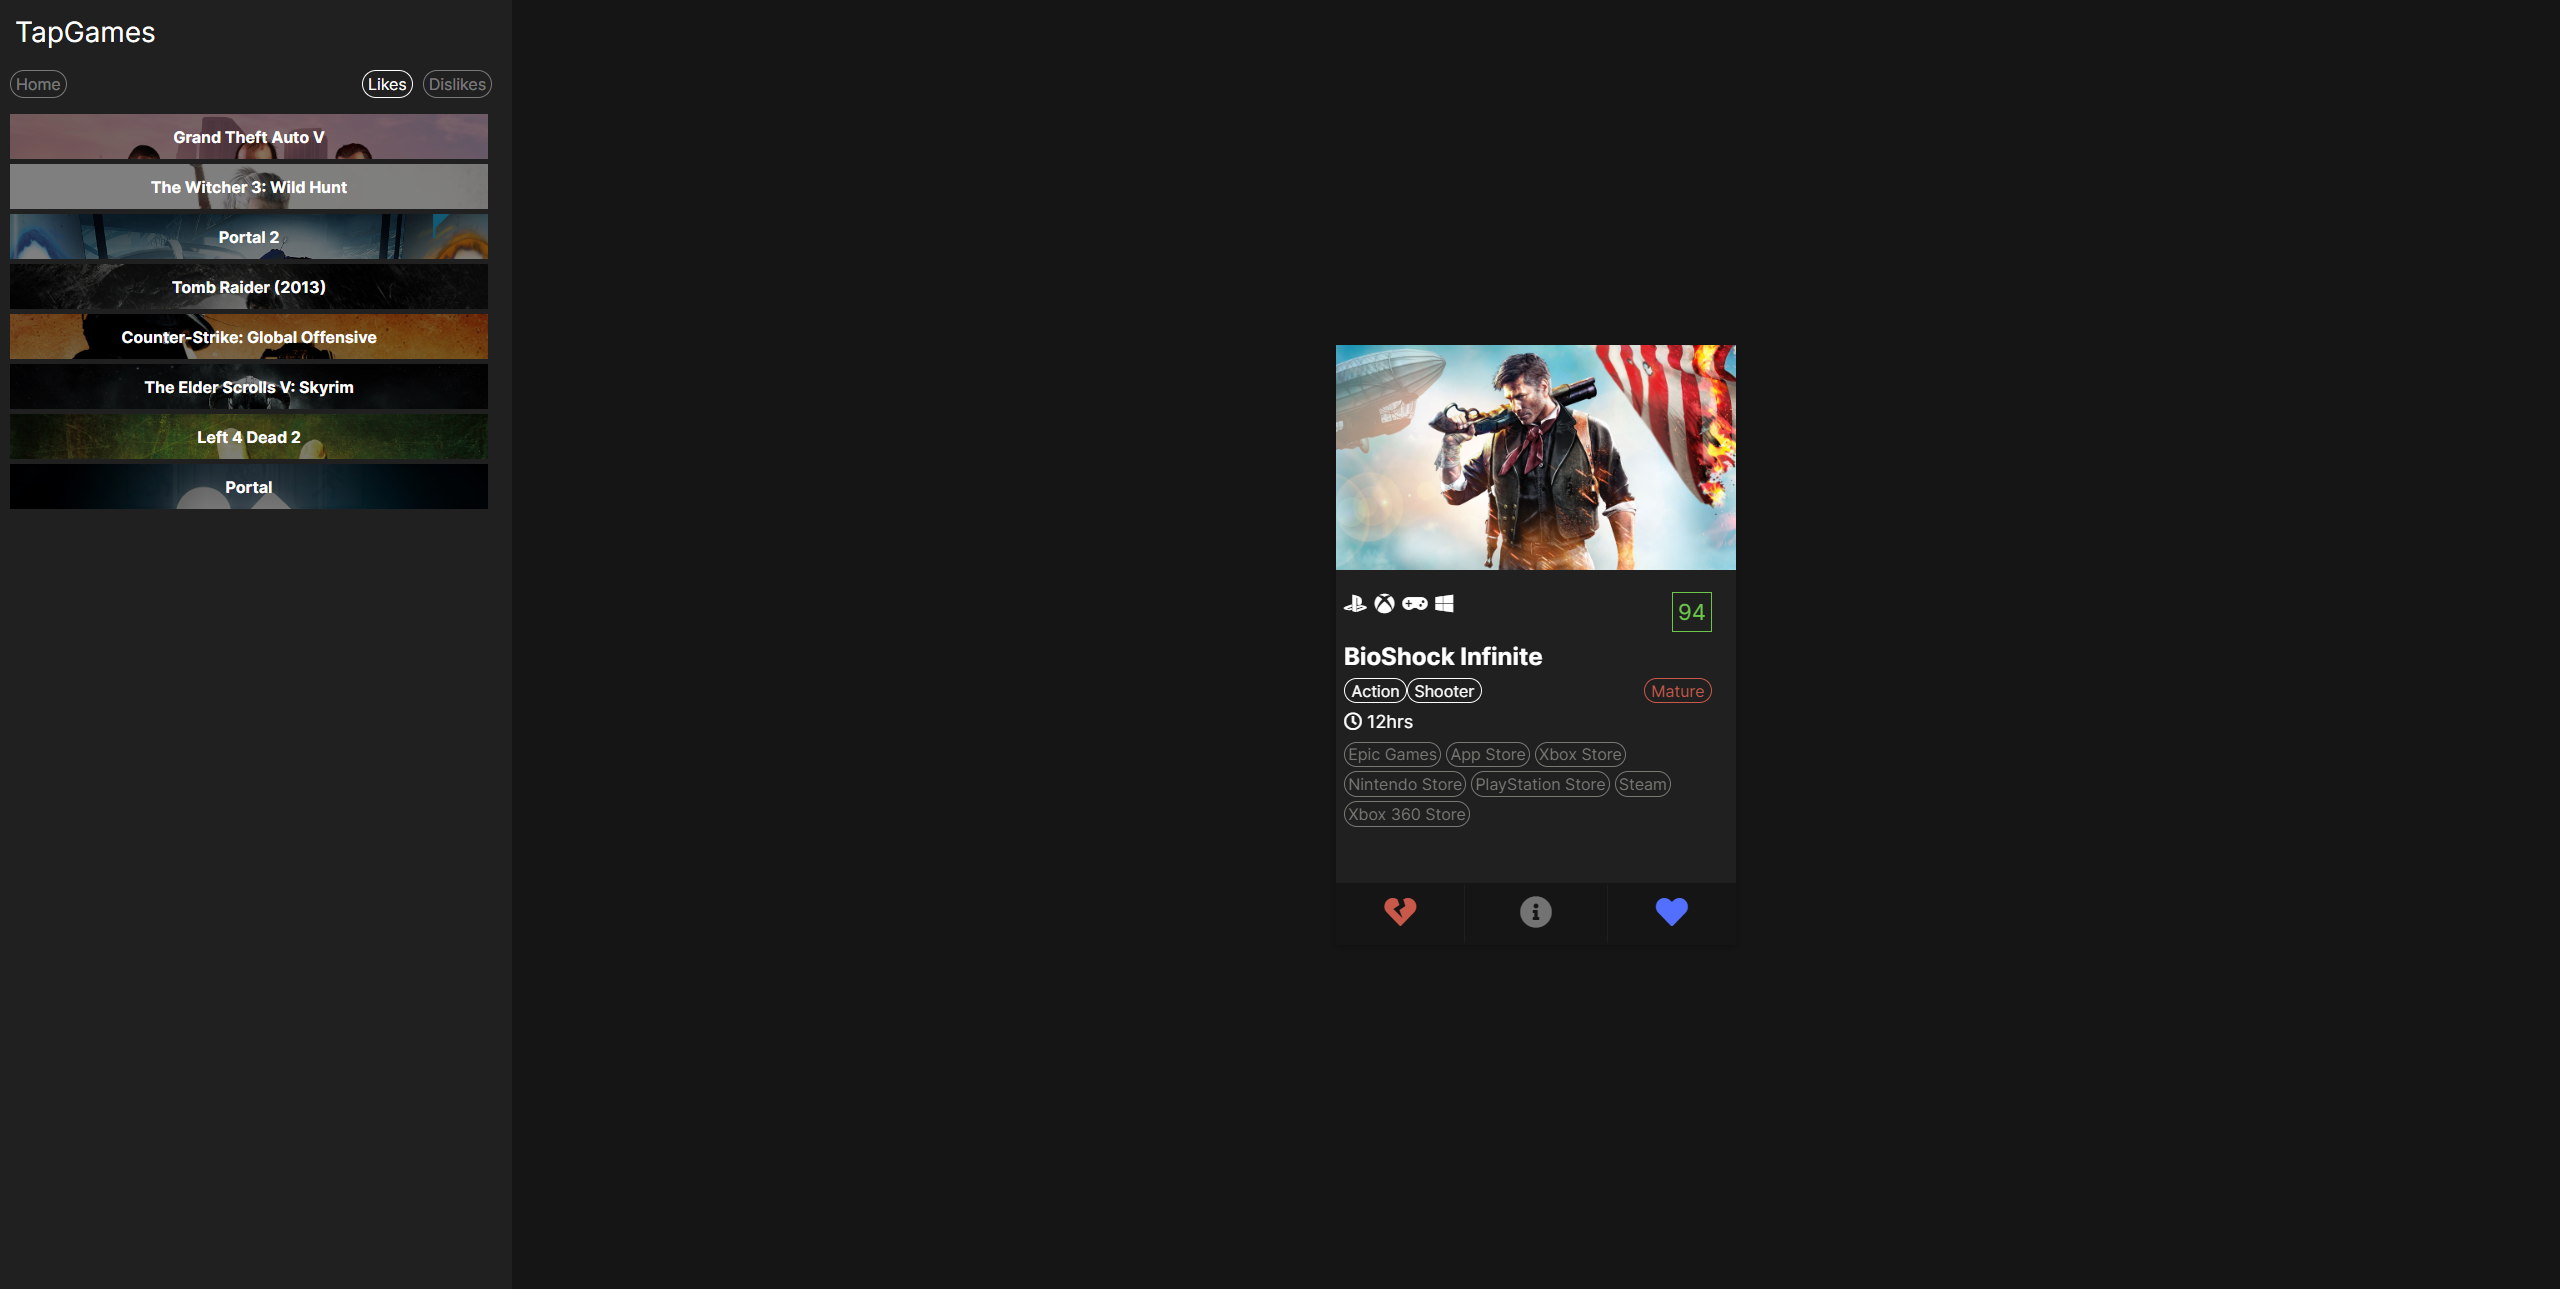 TapGames
Home Likes Dislikes
Grand Theft Auto V
The Witcher 3: Wild Hunt
Portal 2
Tomb Raider (2013)
Counter-Strike: Global Offensive
The Elder Scrolls V: Skyrim
Left 4 Dead 2
Portal
94
BioShock Infinite
Action Shooter Mature
12hrs
Epic Games App Store Xbox Store
Nintendo Store PlayStation Store Steam
Xbox 360 Store